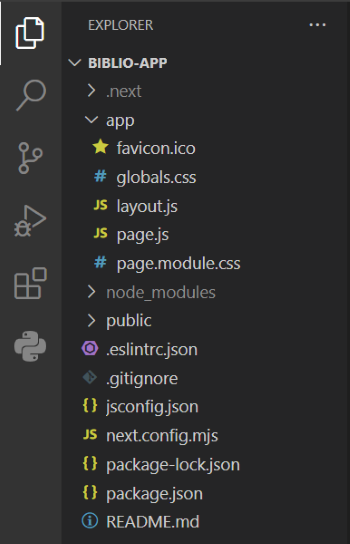 EXPLORER
BIBLIO-APP
.next
app
favicon.ico
globals.css
layout.js
page.js
page.module.css
node_modules
public
.eslintrc.json
.gitignore
jsconfig.json
next.config.mjs
package-lock.json
package.json
README.md